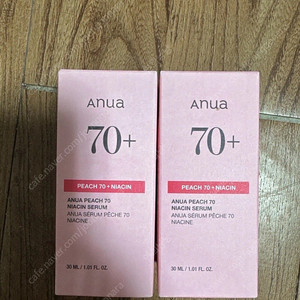 ANUA
70+
PEACH 70 + NIACIN
ANUA PEACH 70
NIACIN SERUM
ANUA SÉRUM PÊCHE 70
NIACINE
30 ML / 1.01 FL. OZ.
ANUA
70+
PEACH 70 + NIACIN
ANUA PEACH 70
NIACIN SERUM
ANUA SÉRUM PÊCHE 70
NIACINE
30 ML / 1.01 FL. OZ.